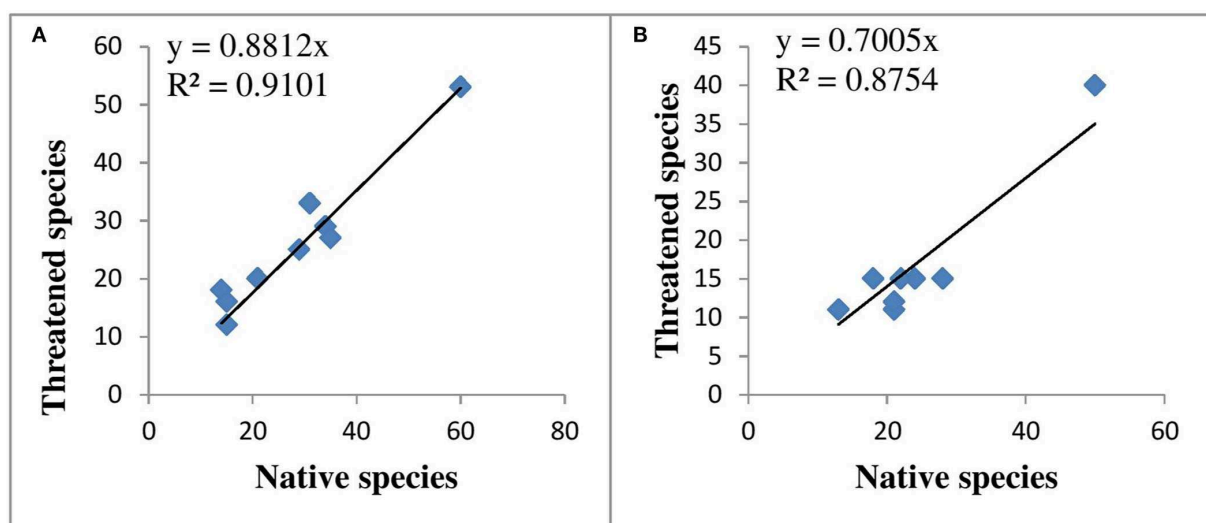 A
y = 0.8812x
R² = 0.9101
Threatened species
60
50
40
30
20
10
0
0 20 40 60 80
Native species
B
y = 0.7005x
R² = 0.8754
Threatened species
45
40
35
30
25
20
15
10
5
0
0 20 40 60
Native species